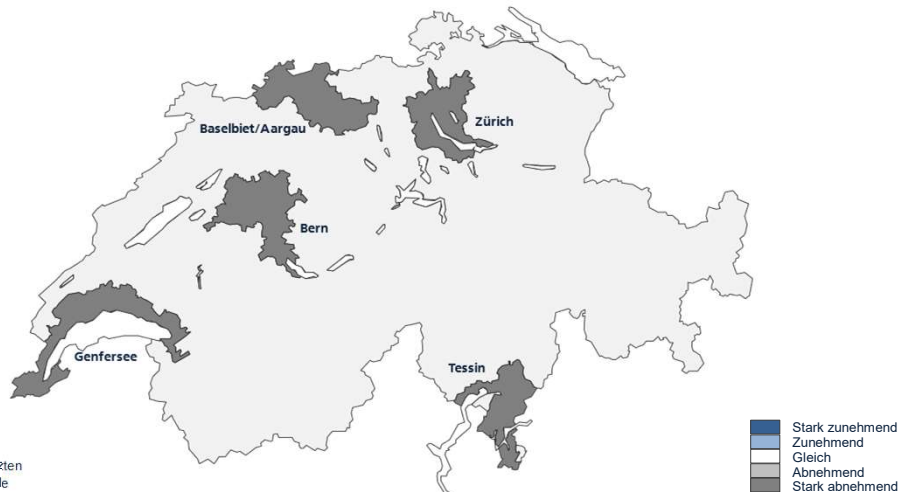 Baselbiet/Aargau
Zürich
Bern
Genfersee
Tessin
Stark zunehmend
Zunehmend
Gleich
Abnehmend
Stark abnehmend